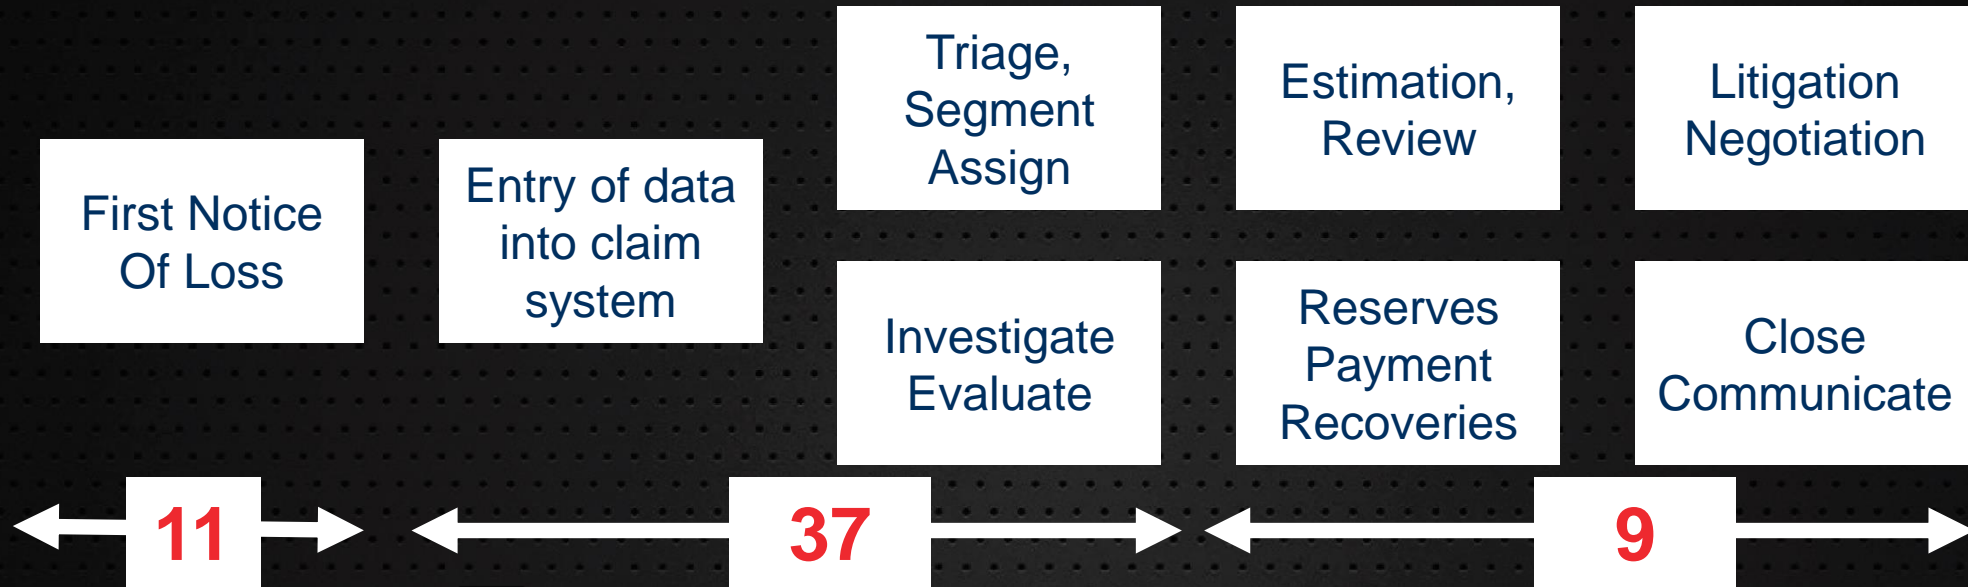 First Notice
Of Loss
Entry of data
into claim
system
Triage,
Segment
Assign
Investigate
Evaluate
Estimation,
Review
Reserves
Payment
Recoveries
Litigation
Negotiation
Close
Communicate
11
37
9